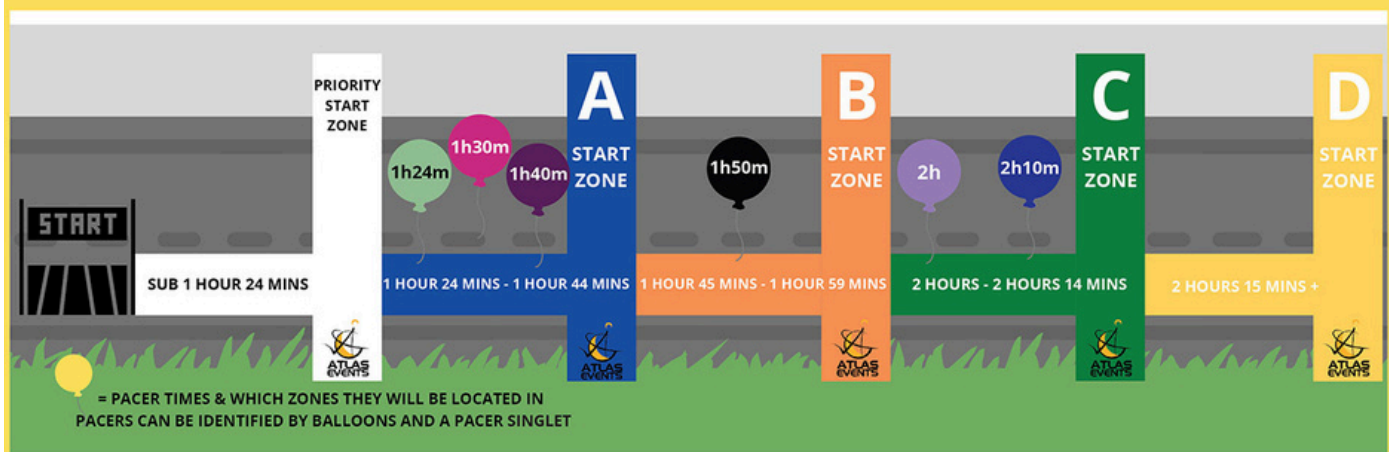 START
SUB 1 HOUR 24 MINS
PRIORITY
START
ZONE
ATLAS
EVENTS
1h24m
1h30m
1h40m
1 HOUR 24 MINS - 1 HOUR 44 MINS
A
START
ZONE
ATLAS
EVENTS
1h50m
1 HOUR 45 MINS - 1 HOUR 59 MINS
B
START
ZONE
ATLAS
EVENTS
2h
2h10m
2 HOURS - 2 HOURS 14 MINS
C
START
ZONE
ATLAS
EVENTS
2 HOURS 15 MINS +
D
START
ZONE
ATLAS
EVENTS
= PACER TIMES & WHICH ZONES THEY WILL BE LOCATED IN
PACERS CAN BE IDENTIFIED BY BALLOONS AND A PACER SINGLET